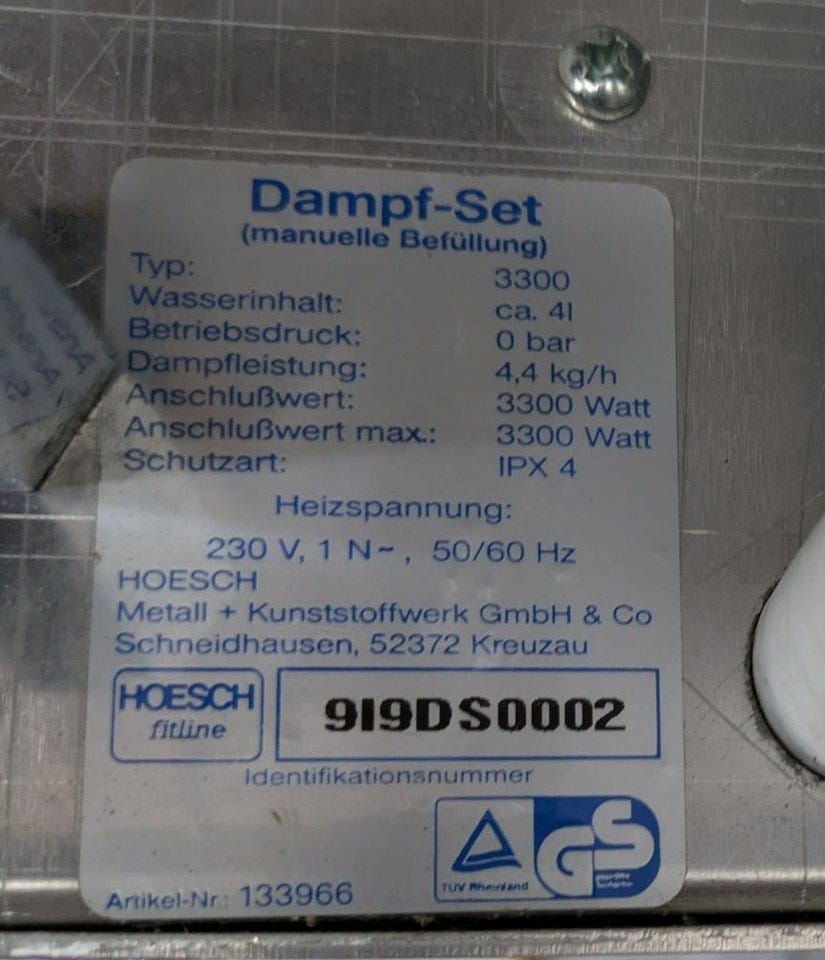 Dampf-Set
(manuelle Befüllung)
Typ: 3300
Wasserinhalt: ca. 4l
Betriebsdruck: 0 bar
Dampfleistung: 4,4 kg/h
Anschlußwert: 3300 Watt
Anschlußwert max.: 3300 Watt
Schutzart: IPX 4
Heizspannung:
230 V, 1 N~, 50/60 Hz
HOESCH
Metall + Kunststoffwerk GmbH & Co
Schneidhausen, 52372 Kreuzau
HOESCH
fitline
919DS0002
Identifikationsnummer
TÜV Rheinland
GS
Artikel-Nr.: 133966